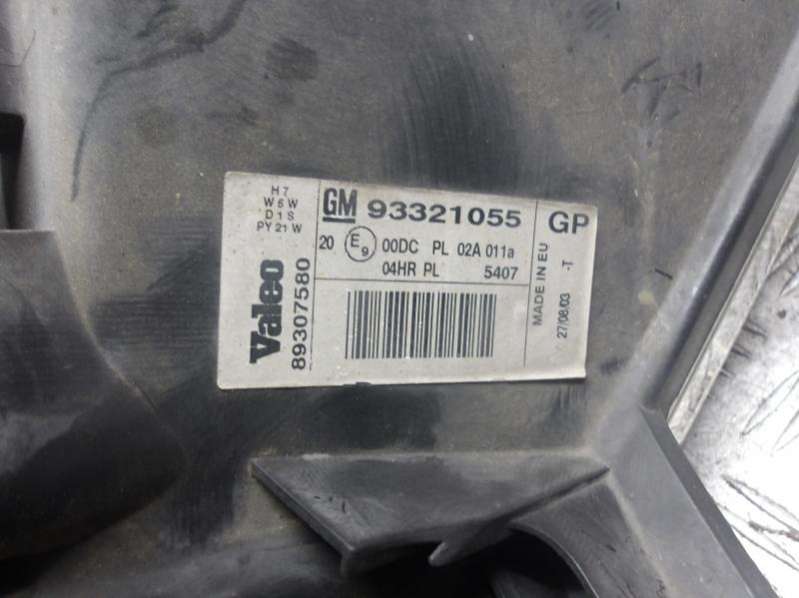 H7
W5W
D1S
PY21W
GM 93321055
GP
20 E9 00DC PL 02A 011a
04HR PL 5407
Valeo
89307580
MADE IN EU
27/08/03 -T